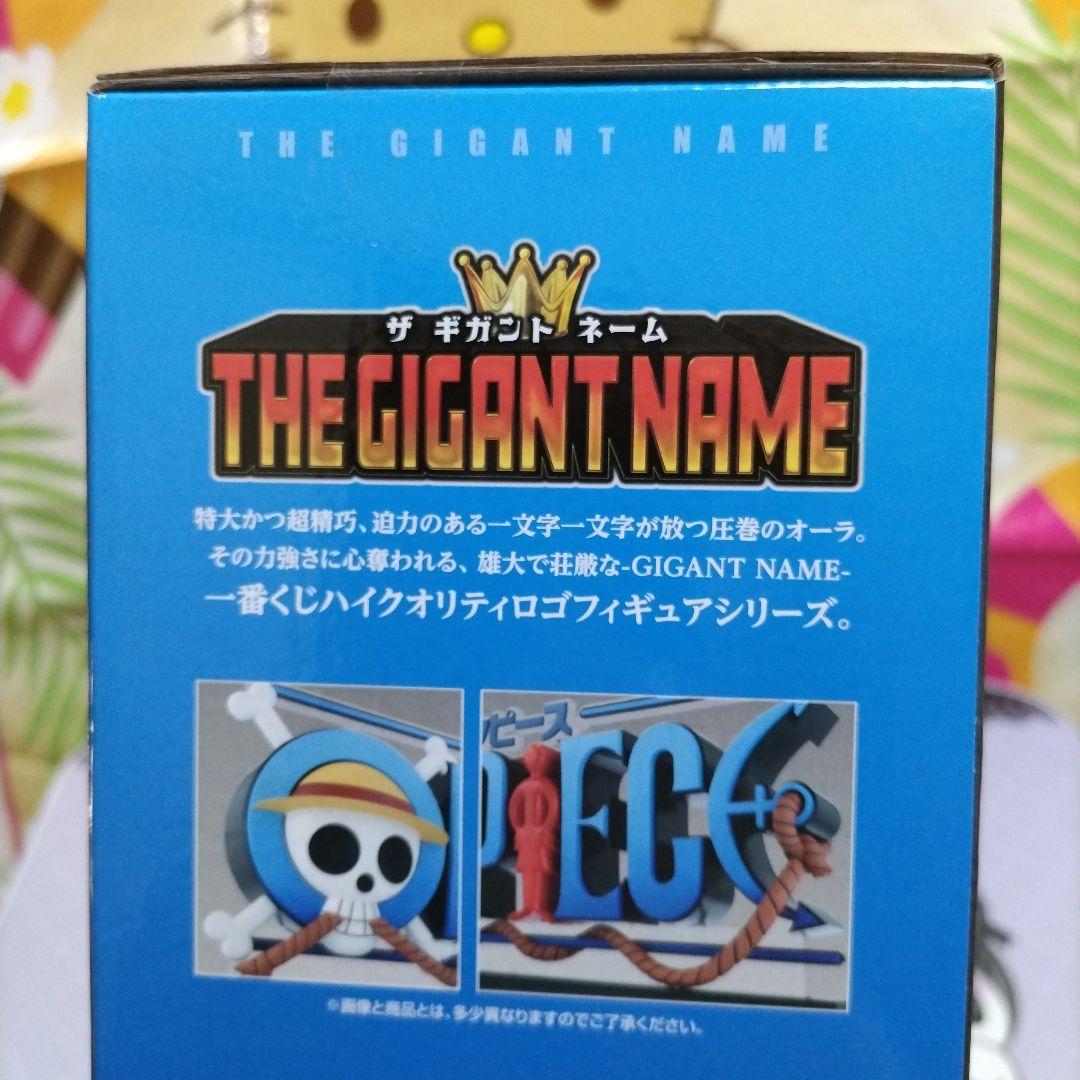 THE GIGANT NAME
ザ ギガント ネーム
THE GIGANT NAME
特大かつ超精巧、迫力のある一文字一文字が放つ圧巻のオーラ。
その力強さに心奪われる、雄大で荘厳な-GIGANT NAME-
一番くじハイクオリティロゴフィギュアシリーズ。
ンピース
PIECE
※画像と商品とは、多少異なりますのでご了承ください。